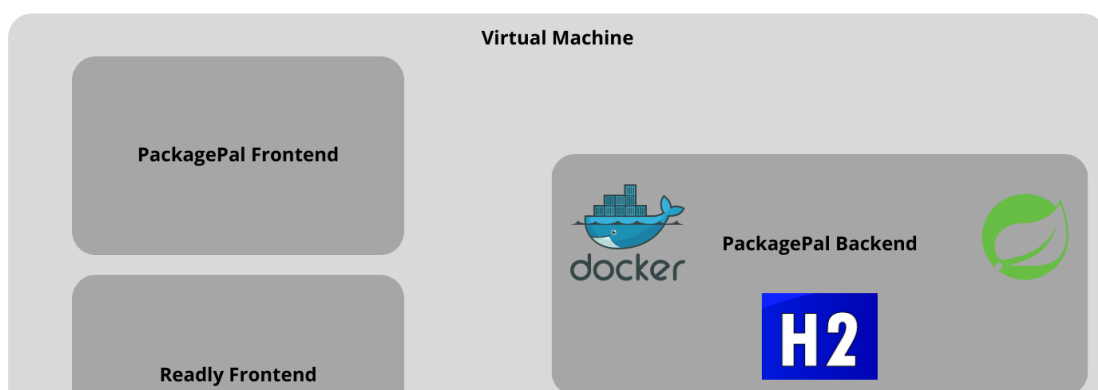 Virtual Machine
PackagePal Frontend
docker
PackagePal Backend
H2
Readly Frontend